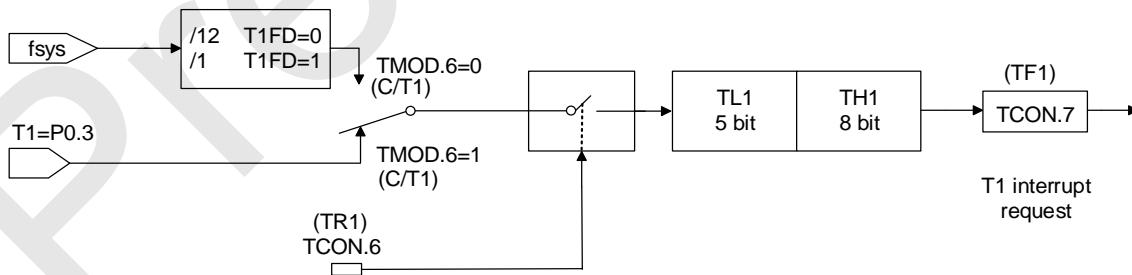 fsys
/12 T1FD=0
/1 T1FD=1
TMOD.6=0
(C/T1)
T1=P0.3
TMOD.6=1
(C/T1)
(TR1)
TCON.6
TL1
5 bit
TH1
8 bit
(TF1)
TCON.7
T1 interrupt
request
Pre